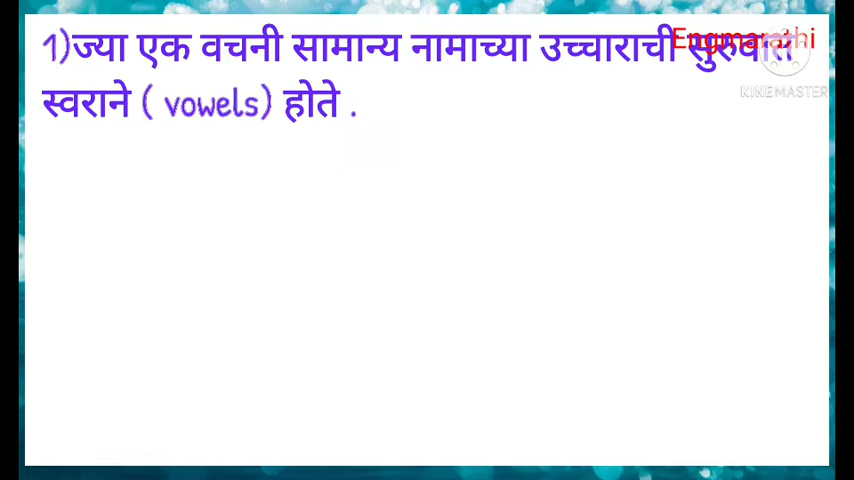 1)ज्या एक वचनी सामान्य नामाच्या उच्चाराची सुरुवात
स्वराने ( vowels) होते .
Engmarathi
KINEMASTER